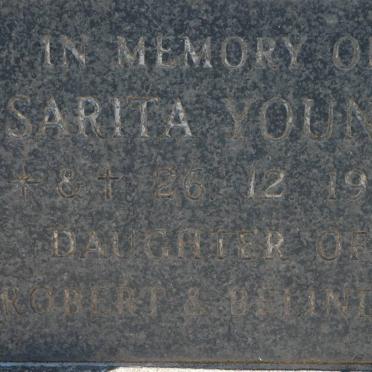 IN MEMORY O
SARITA YOUN
* & † 26 12 19
DAUGHTER OF
ROBERT & BELIND